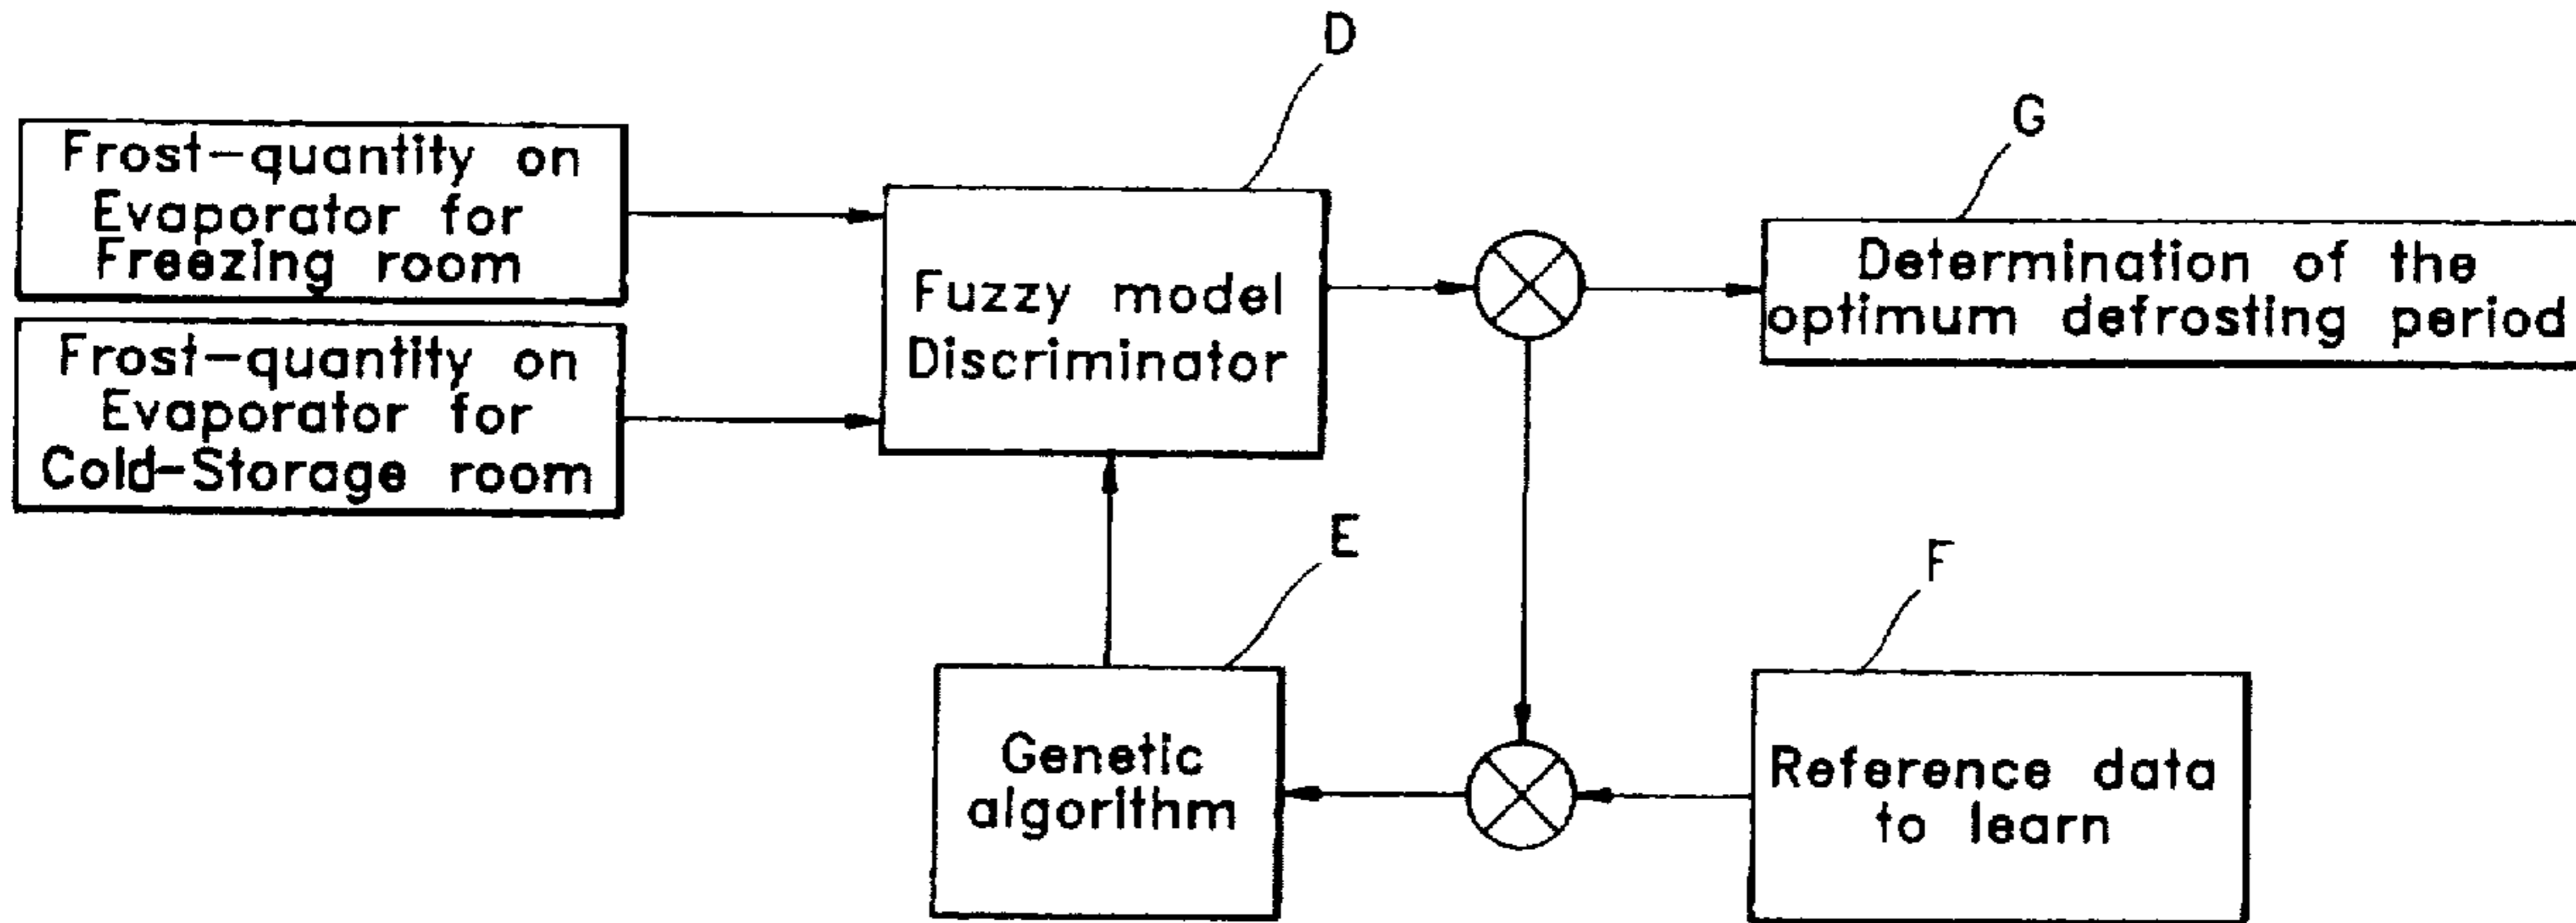 D
G
Frost-quantity on
Evaporator for
Freezing room
Frost-quantity on
Evaporator for
Cold-Storage room
Fuzzy model
Discriminator
Determination of the
optimum defrosting period
E
F
Genetic
algorithm
Reference data
to learn